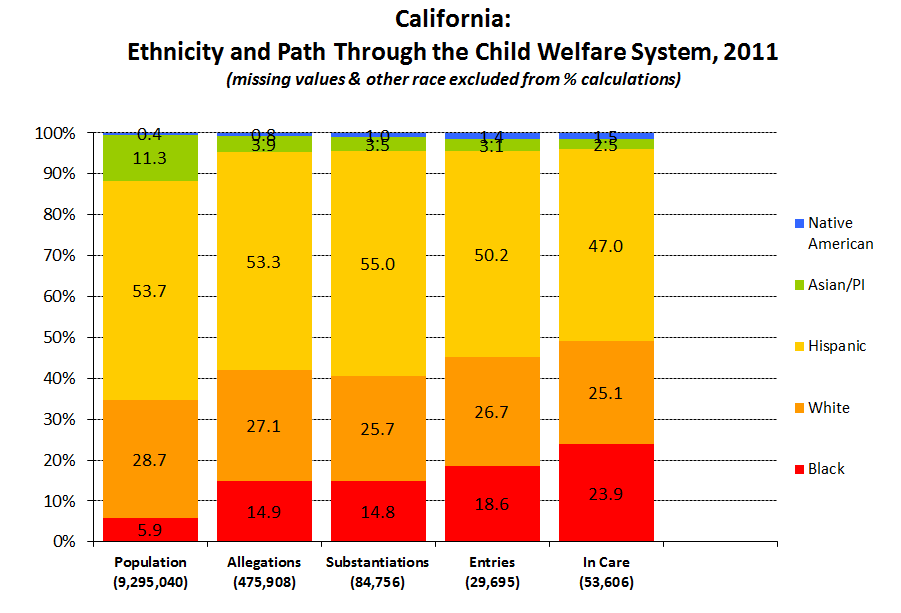 California:
Ethnicity and Path Through the Child Welfare System, 2011
(missing values & other race excluded from % calculations)
100%
90%
80%
70%
60%
50%
40%
30%
20%
10%
0%
0.4
11.3
53.7
28.7
5.9
0.8
3.9
53.3
27.1
14.9
1.0
3.5
55.0
25.7
14.8
1.4
3.1
50.2
26.7
18.6
1.5
2.5
47.0
25.1
23.9
Population
(9,295,040)
Allegations
(475,908)
Substantiations
(84,756)
Entries
(29,695)
In Care
(53,606)
Native
American
Asian/PI
Hispanic
White
Black